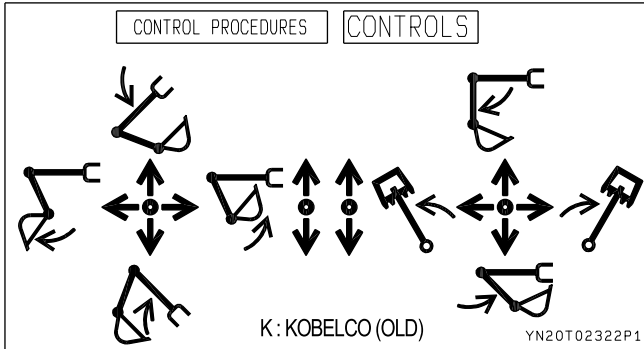 CONTROL PROCEDURES CONTROLS
K: KOBELCO (OLD)
YN20T02322P1